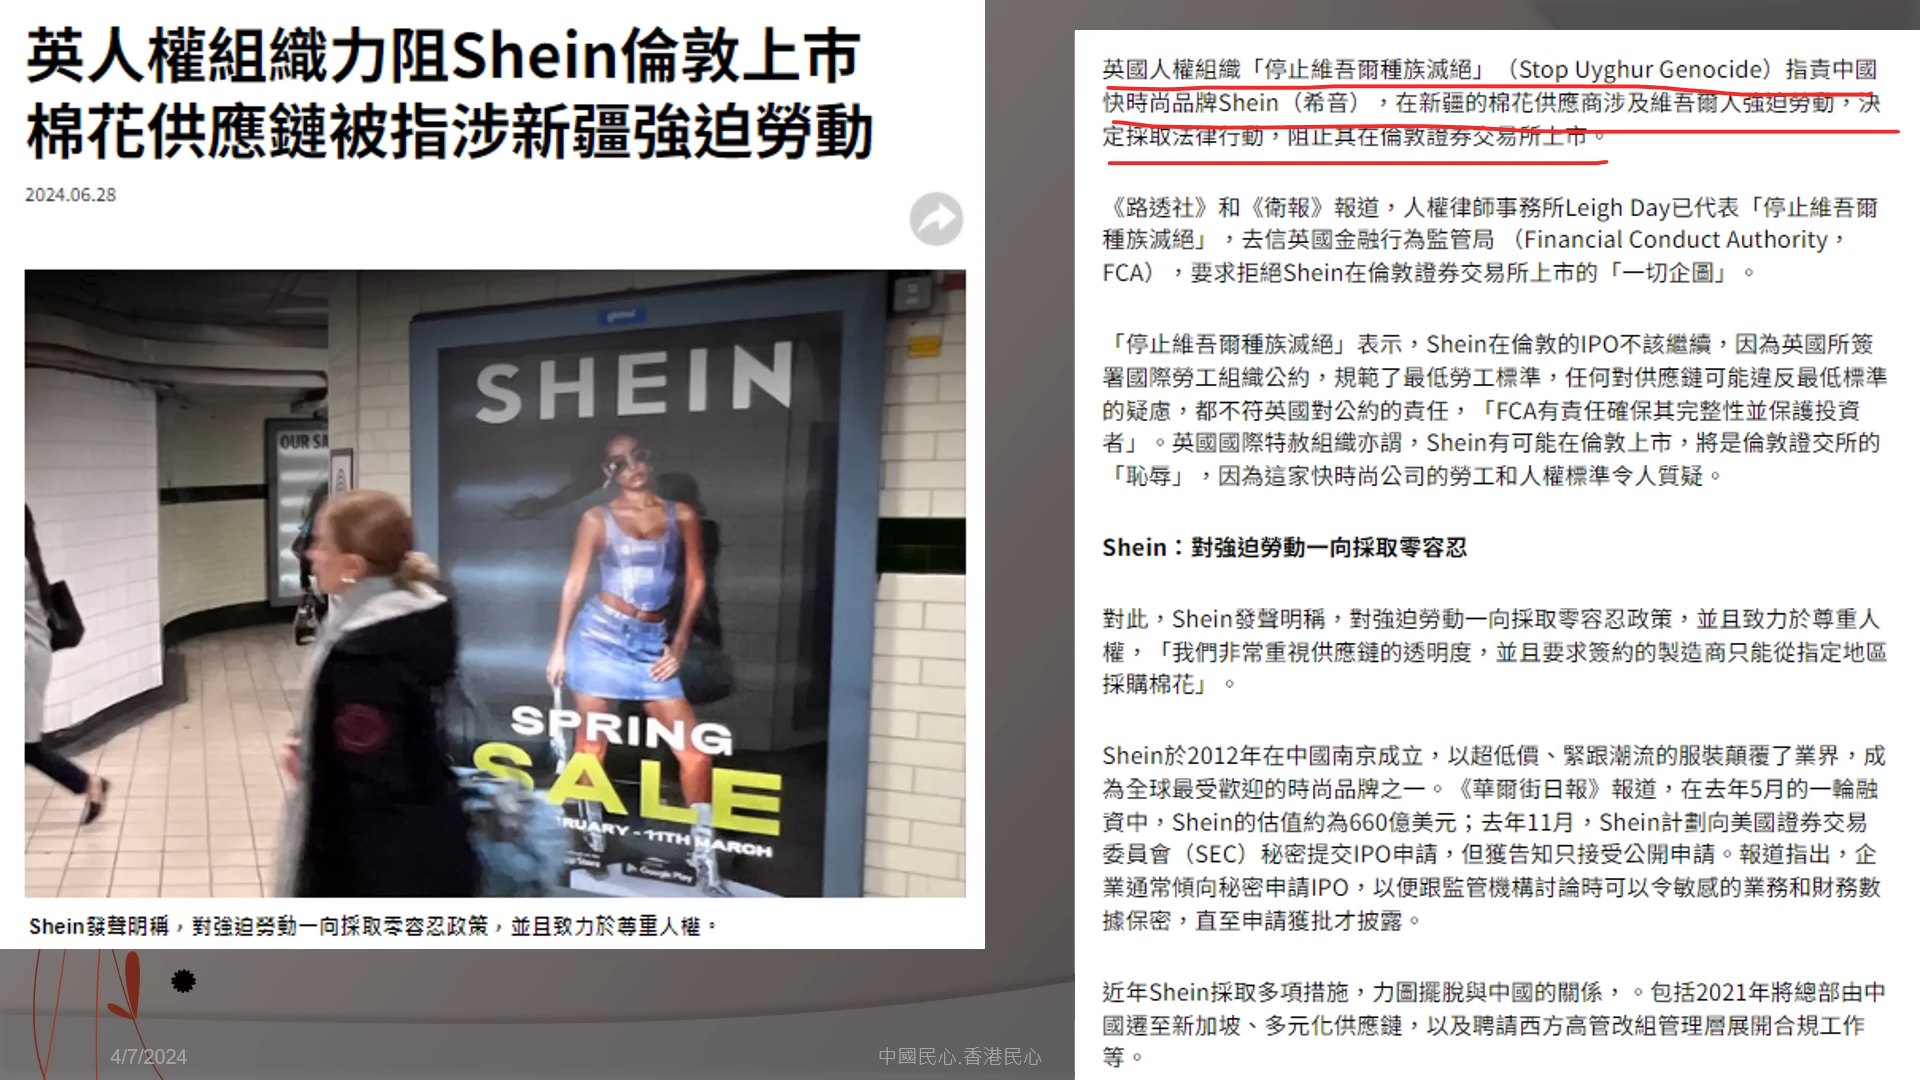 英人權組織力阻Shein倫敦上市
棉花供應鏈被指涉新疆強迫勞動
2024.06.28
global
OUR SA
SHEIN
SPRING
SALE
RUARY - 11TH MARCH
Google Play
Shein發聲明稱，對強迫勞動一向採取零容忍政策，並且致力於尊重人權。
英國人權組織「停止維吾爾種族滅絕」（Stop Uyghur Genocide）指責中國
快時尚品牌Shein（希音），在新疆的棉花供應商涉及維吾爾人強迫勞動，決
定採取法律行動，阻止其在倫敦證券交易所上市。
《路透社》和《衛報》報道，人權律師事務所Leigh Day已代表「停止維吾爾
種族滅絕」，去信英國金融行為監管局 （Financial Conduct Authority，
FCA），要求拒絕Shein在倫敦證券交易所上市的「一切企圖」。
「停止維吾爾種族滅絕」表示，Shein在倫敦的IPO不該繼續，因為英國所簽
署國際勞工組織公約，規範了最低勞工標準，任何對供應鏈可能違反最低標準
的疑慮，都不符英國對公約的責任，「FCA有責任確保其完整性並保護投資
者」。英國國際特赦組織亦謂，Shein有可能在倫敦上市，將是倫敦證交所的
「恥辱」，因為這家快時尚公司的勞工和人權標準令人質疑。
Shein：對強迫勞動一向採取零容忍
對此，Shein發聲明稱，對強迫勞動一向採取零容忍政策，並且致力於尊重人
權，「我們非常重視供應鏈的透明度，並且要求簽約的製造商只能從指定地區
採購棉花」。
Shein於2012年在中國南京成立，以超低價、緊跟潮流的服裝顛覆了業界，成
為全球最受歡迎的時尚品牌之一。《華爾街日報》報道，在去年5月的一輪融
資中，Shein的估值約為660億美元；去年11月，Shein計劃向美國證券交易
委員會（SEC）秘密提交IPO申請，但獲告知只接受公開申請。報道指出，企
業通常傾向秘密申請IPO，以便跟監管機構討論時可以令敏感的業務和財務數
據保密，直至申請獲批才披露。
近年Shein採取多項措施，力圖擺脫與中國的關係，。包括2021年將總部由中
國遷至新加坡、多元化供應鏈，以及聘請西方高管改組管理層展開合規工作
等。
4/7/2024
中國民心.香港民心